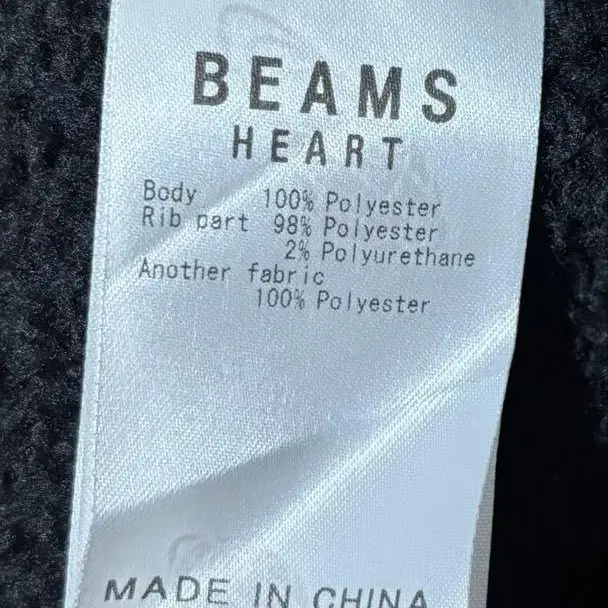 BEAMS
HEART
Body 100% Polyester
Rib part 98% Polyester
2% Polyurethane
Another fabric
100% Polyester
MADE IN CHINA